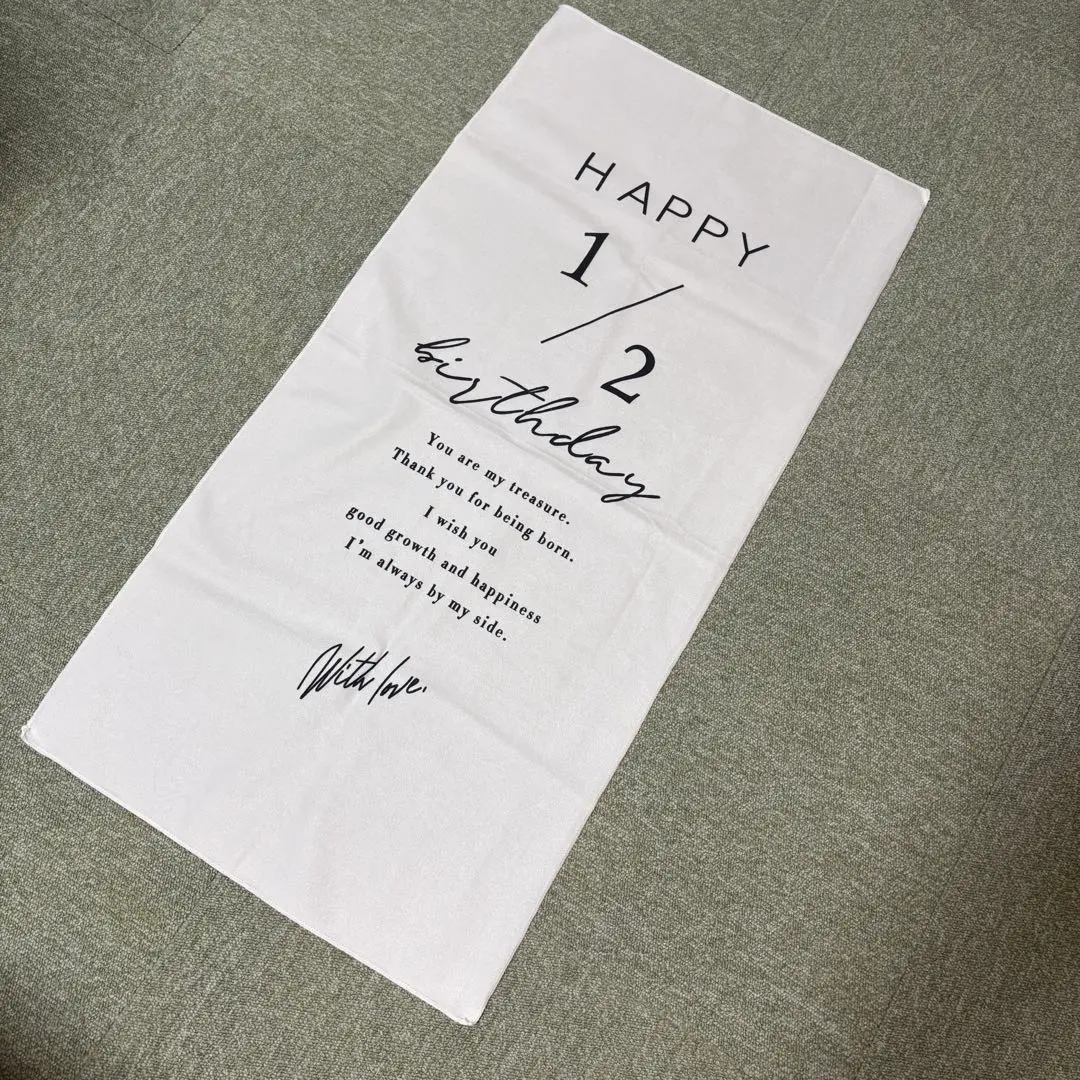 HAPPY
1/2
birthday
You are my treasure.
Thank you for being born.
I wish you
good growth and happiness
I'm always by my side.
With love.